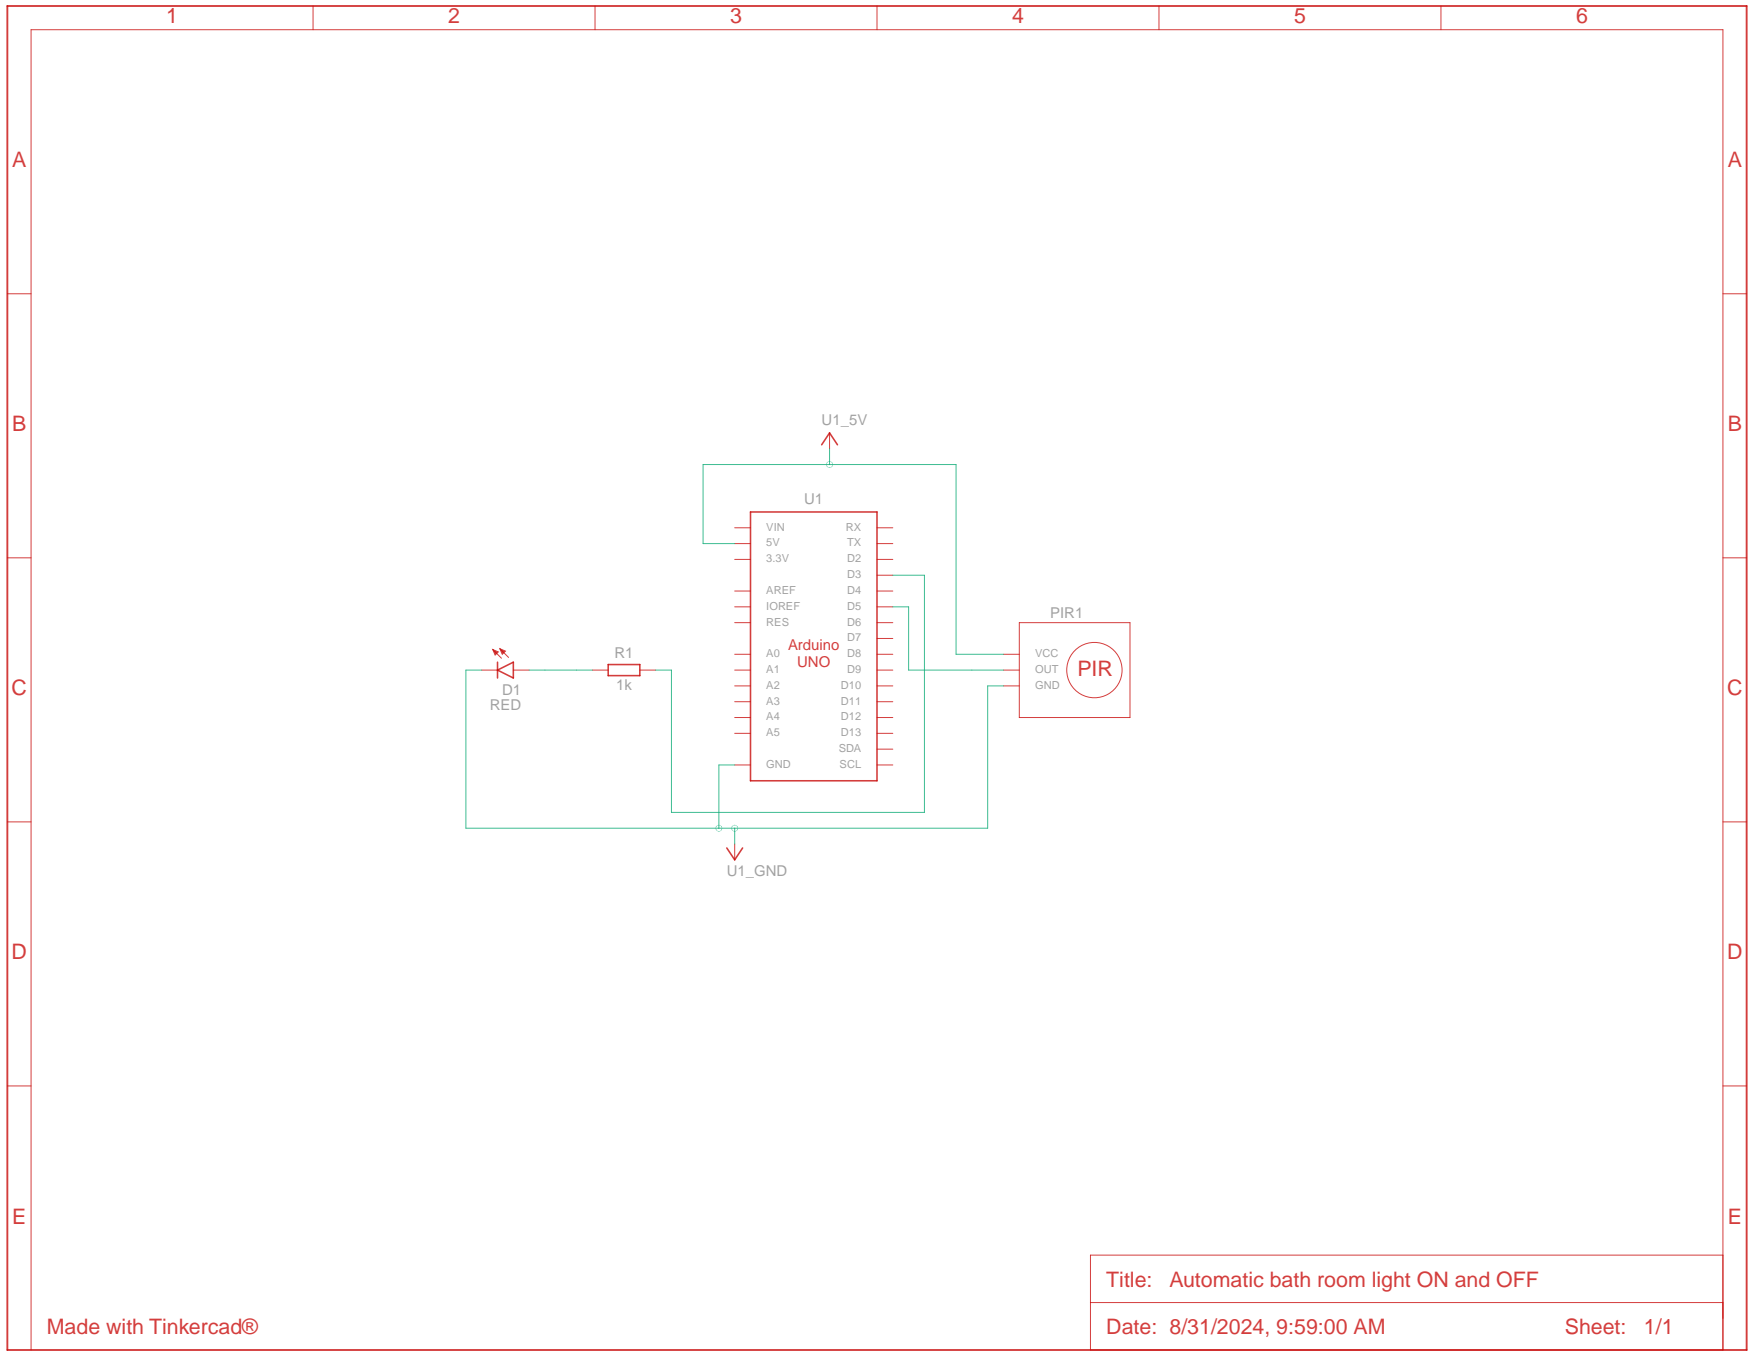 1 2 3 4 5 6
A A
B B
U1_5V
U1
VIN RX
5V TX
3.3V D2
D3
AREF D4
IOREF D5
RES D6
D7
Arduino
UNO
A0 D8
A1 D9
A2 D10
A3 D11
A4 D12
A5 D13
SDA
GND SCL
PIR1
VCC
OUT
GND
PIR
R1
1k
D1
RED
C C
U1_GND
D D
E E
Title: Automatic bath room light ON and OFF
Made with Tinkercad®
Date: 8/31/2024, 9:59:00 AM Sheet: 1/1